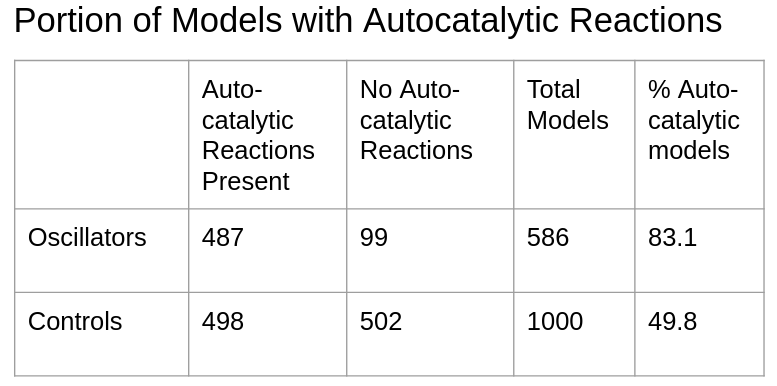 Portion of Models with Autocatalytic Reactions
Auto-
catalytic
Reactions
Present
No Auto-
catalytic
Reactions
Total
Models
% Auto-
catalytic
models
Oscillators 487 99 586 83.1
Controls 498 502 1000 49.8